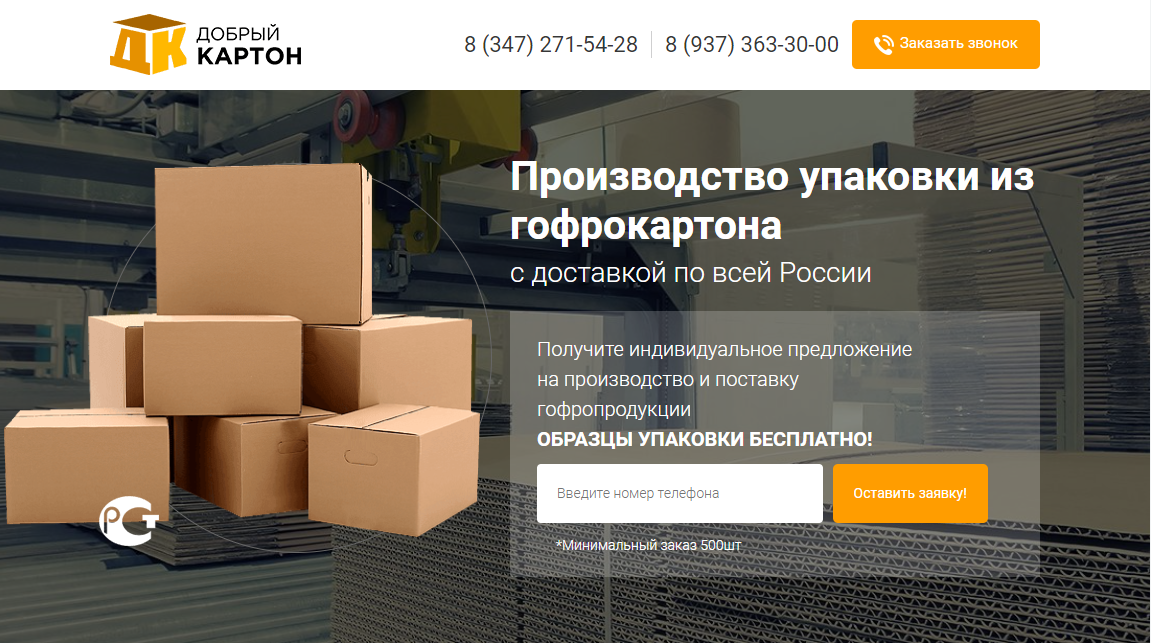 ДК ДОБРЫЙ
КАРТОН
8 (347) 271-54-28
8 (937) 363-30-00
Заказать звонок
Производство упаковки из
гофрокартона
с доставкой по всей России
Получите индивидуальное предложение
на производство и поставку
гофропродукции
ОБРАЗЦЫ УПАКОВКИ БЕСПЛАТНО!
Введите номер телефона
Оставить заявку!
*Минимальный заказ 500шт
РСТ